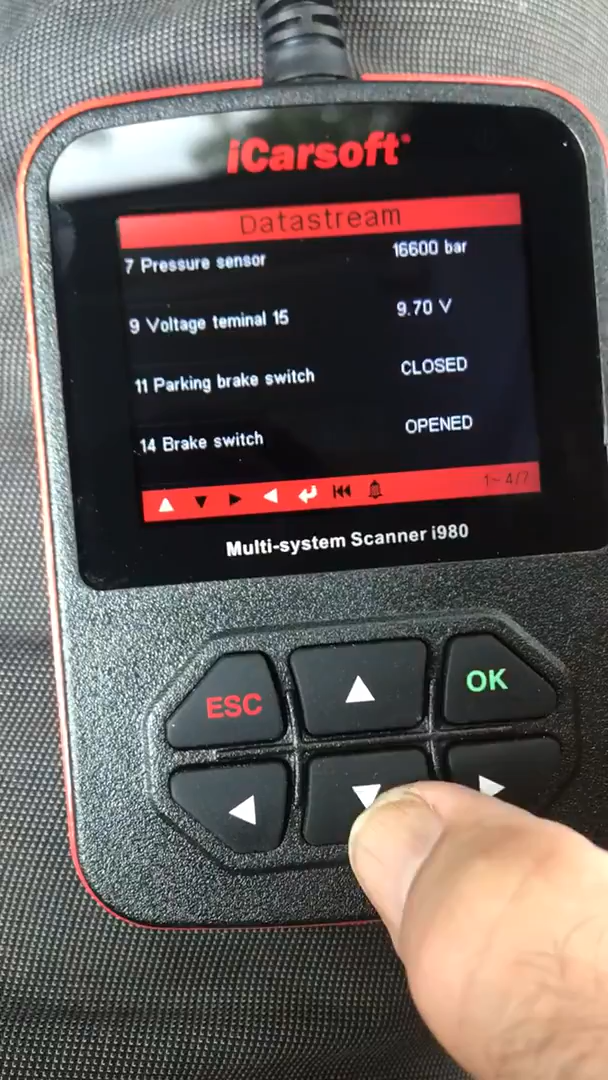 iCarsoft
Datastream
7 Pressure sensor 16600 bar
9 Voltage teminal 15 9.70 V
11 Parking brake switch CLOSED
14 Brake switch OPENED
1~4/7
Multi-system Scanner i980
ESC
OK